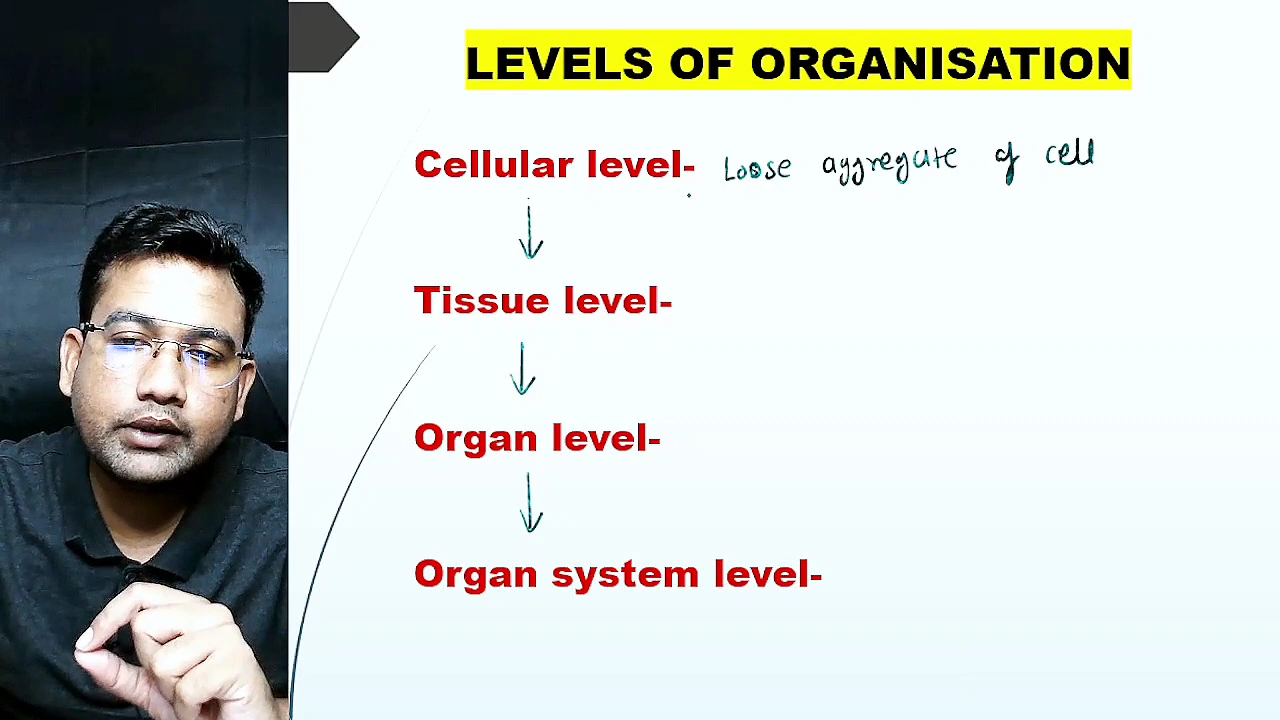 LEVELS OF ORGANISATION
Cellular level- Loose aggregate of cell
Tissue level-
Organ level-
Organ system level-